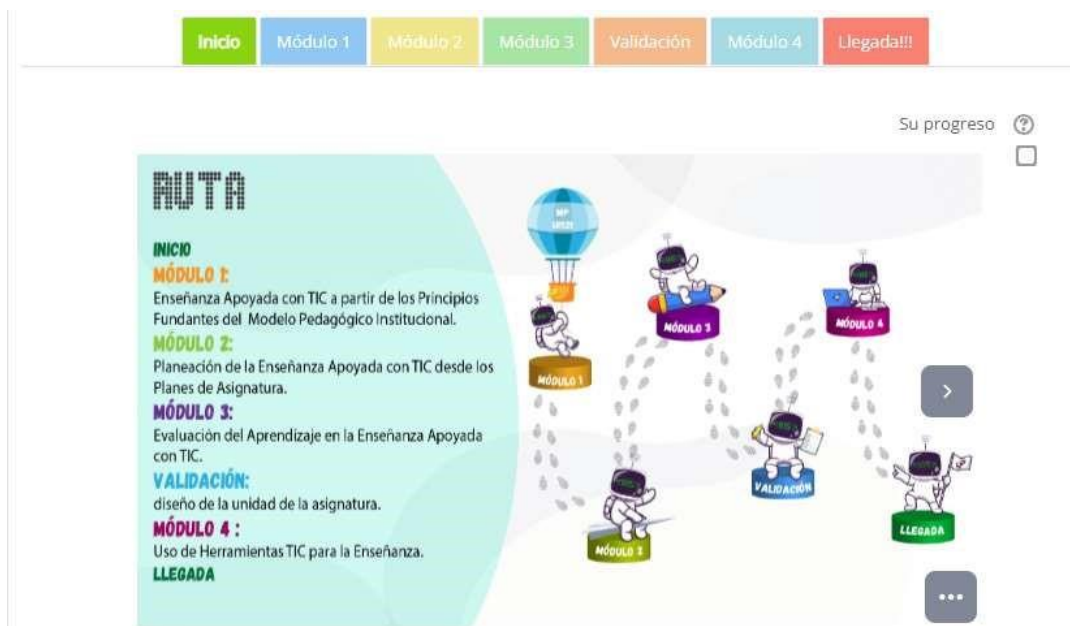 Inicio
Módulo 1
Módulo 2
Módulo 3
Validación
Módulo 4
Llegada!!!
Su progreso
RUTA
INICIO
MÓDULO 1:
Enseñanza Apoyada con TIC a partir de los Principios
Fundantes del Modelo Pedagógico Institucional.
MÓDULO 2:
Planeación de la Enseñanza Apoyada con TIC desde los
Planes de Asignatura.
MÓDULO 3:
Evaluación del Aprendizaje en la Enseñanza Apoyada
con TIC.
VALIDACIÓN:
diseño de la unidad de la asignatura.
MÓDULO 4 :
Uso de Herramientas TIC para la Enseñanza.
LLEGADA
MÓDULO 1
MÓDULO 2
MÓDULO 3
VALIDACIÓN
MÓDULO 4
LLEGADA